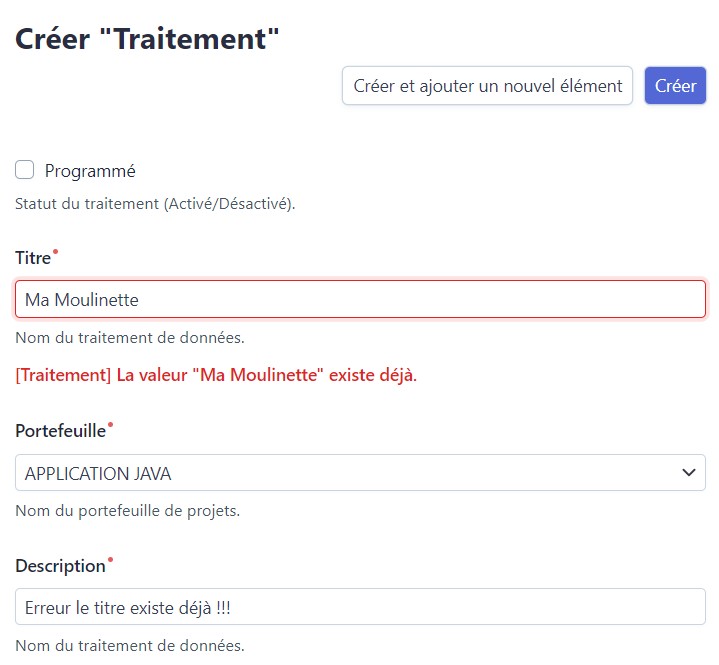 Créer "Traitement"
Créer et ajouter un nouvel élément Créer
Programmé
Statut du traitement (Activé/Désactivé).
Titre
Ma Moulinette
Nom du traitement de données.
[Traitement] La valeur "Ma Moulinette" existe déjà.
Portefeuille
APPLICATION JAVA
Nom du portefeuille de projets.
Description
Erreur le titre existe déjà !!!
Nom du traitement de données.